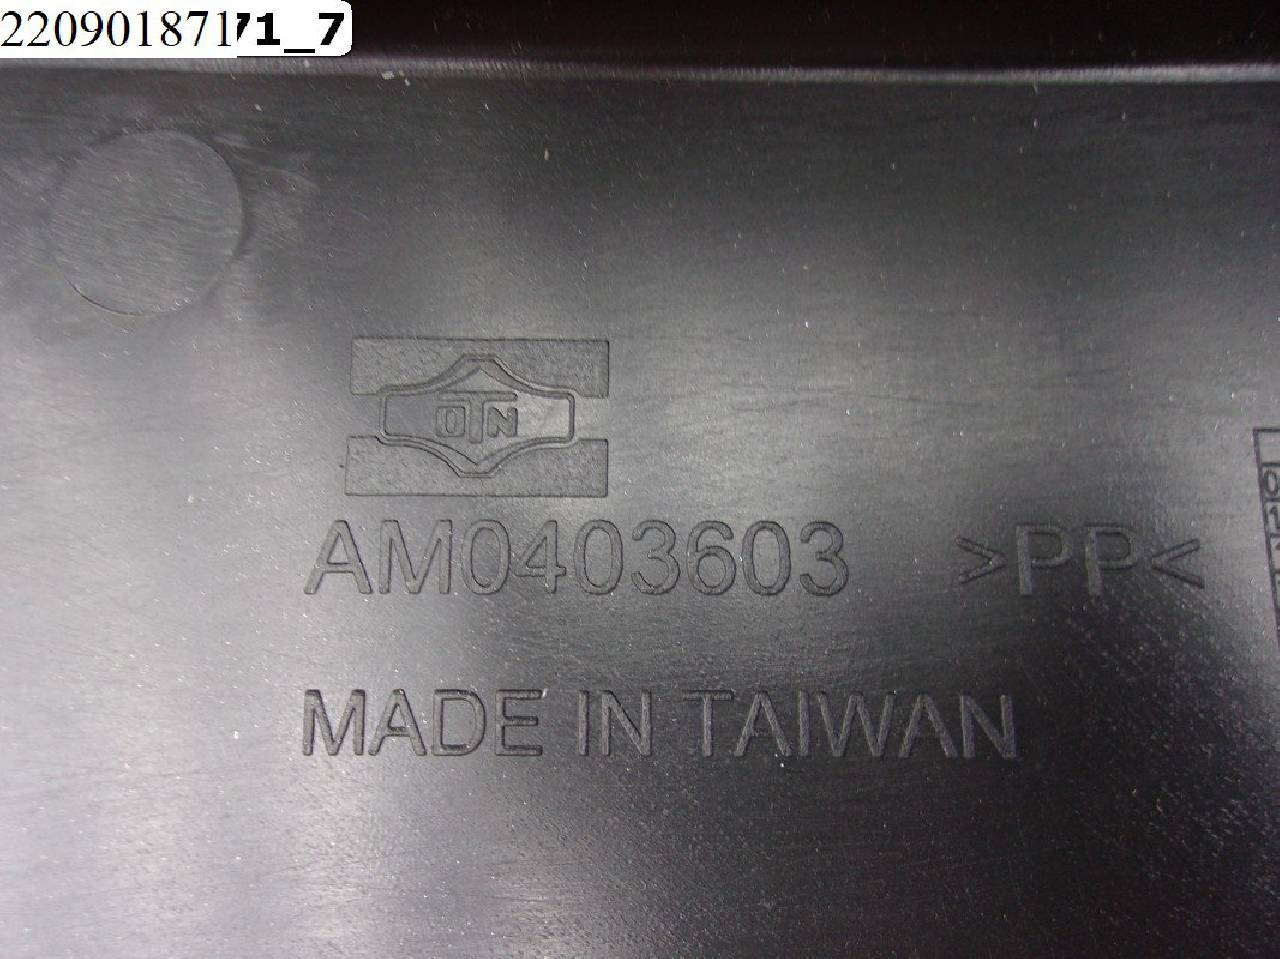 22090187171_7
OTN
AM0403603 >PP<
MADE IN TAIWAN